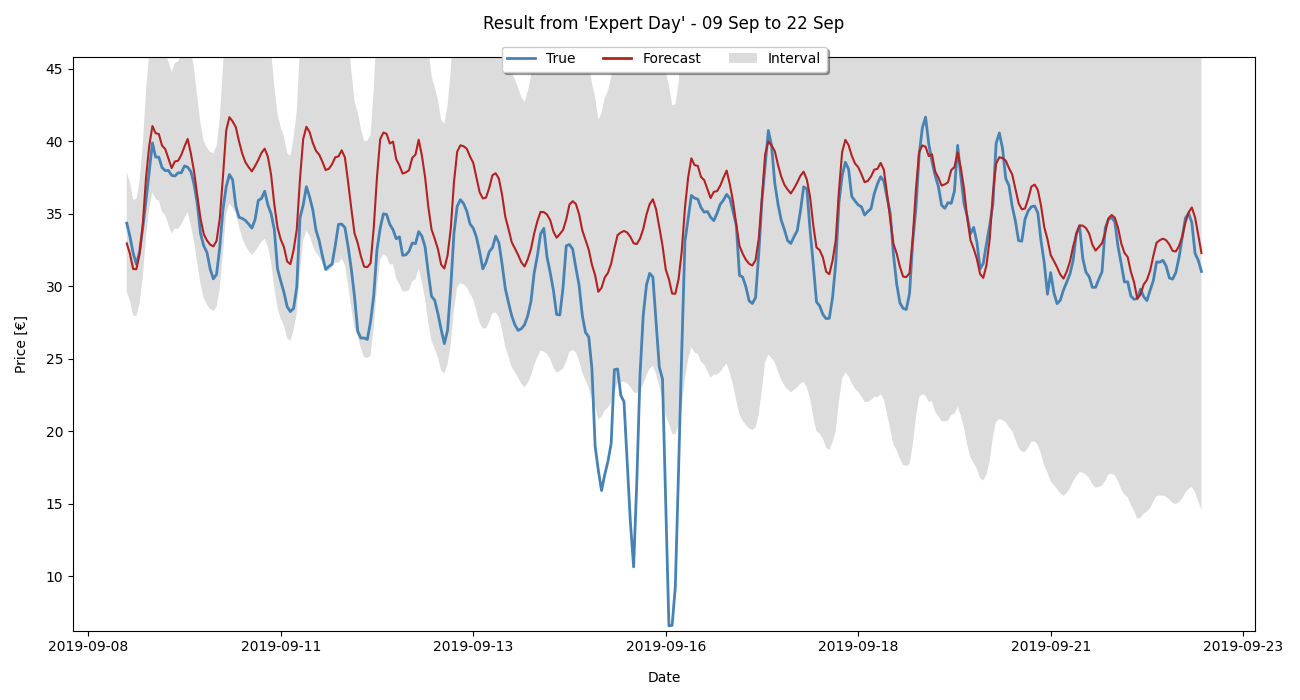 Result from 'Expert Day' - 09 Sep to 22 Sep
True Forecast Interval
45
40
35
30
25
20
15
10
Price [€]
2019-09-08 2019-09-11 2019-09-13 2019-09-16 2019-09-18 2019-09-21 2019-09-23
Date